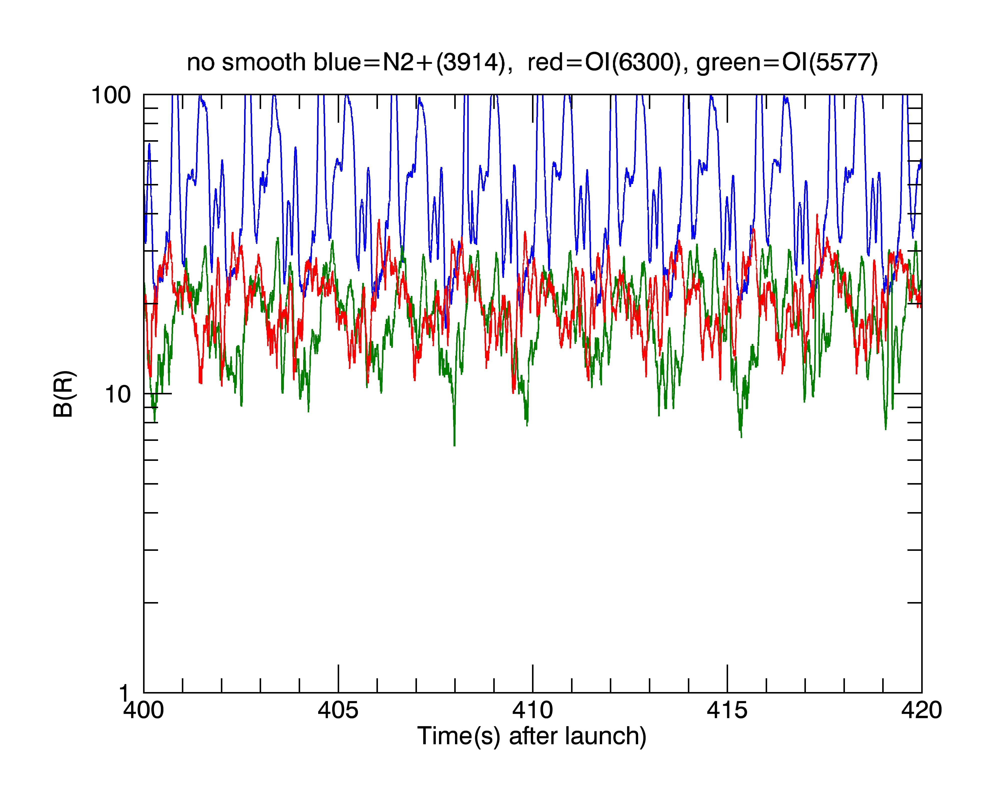 no smooth blue=N2+(3914), red=OI(6300), green=OI(5577)
100
10
1
B(R)
400 405 410 415 420
Time(s) after launch)